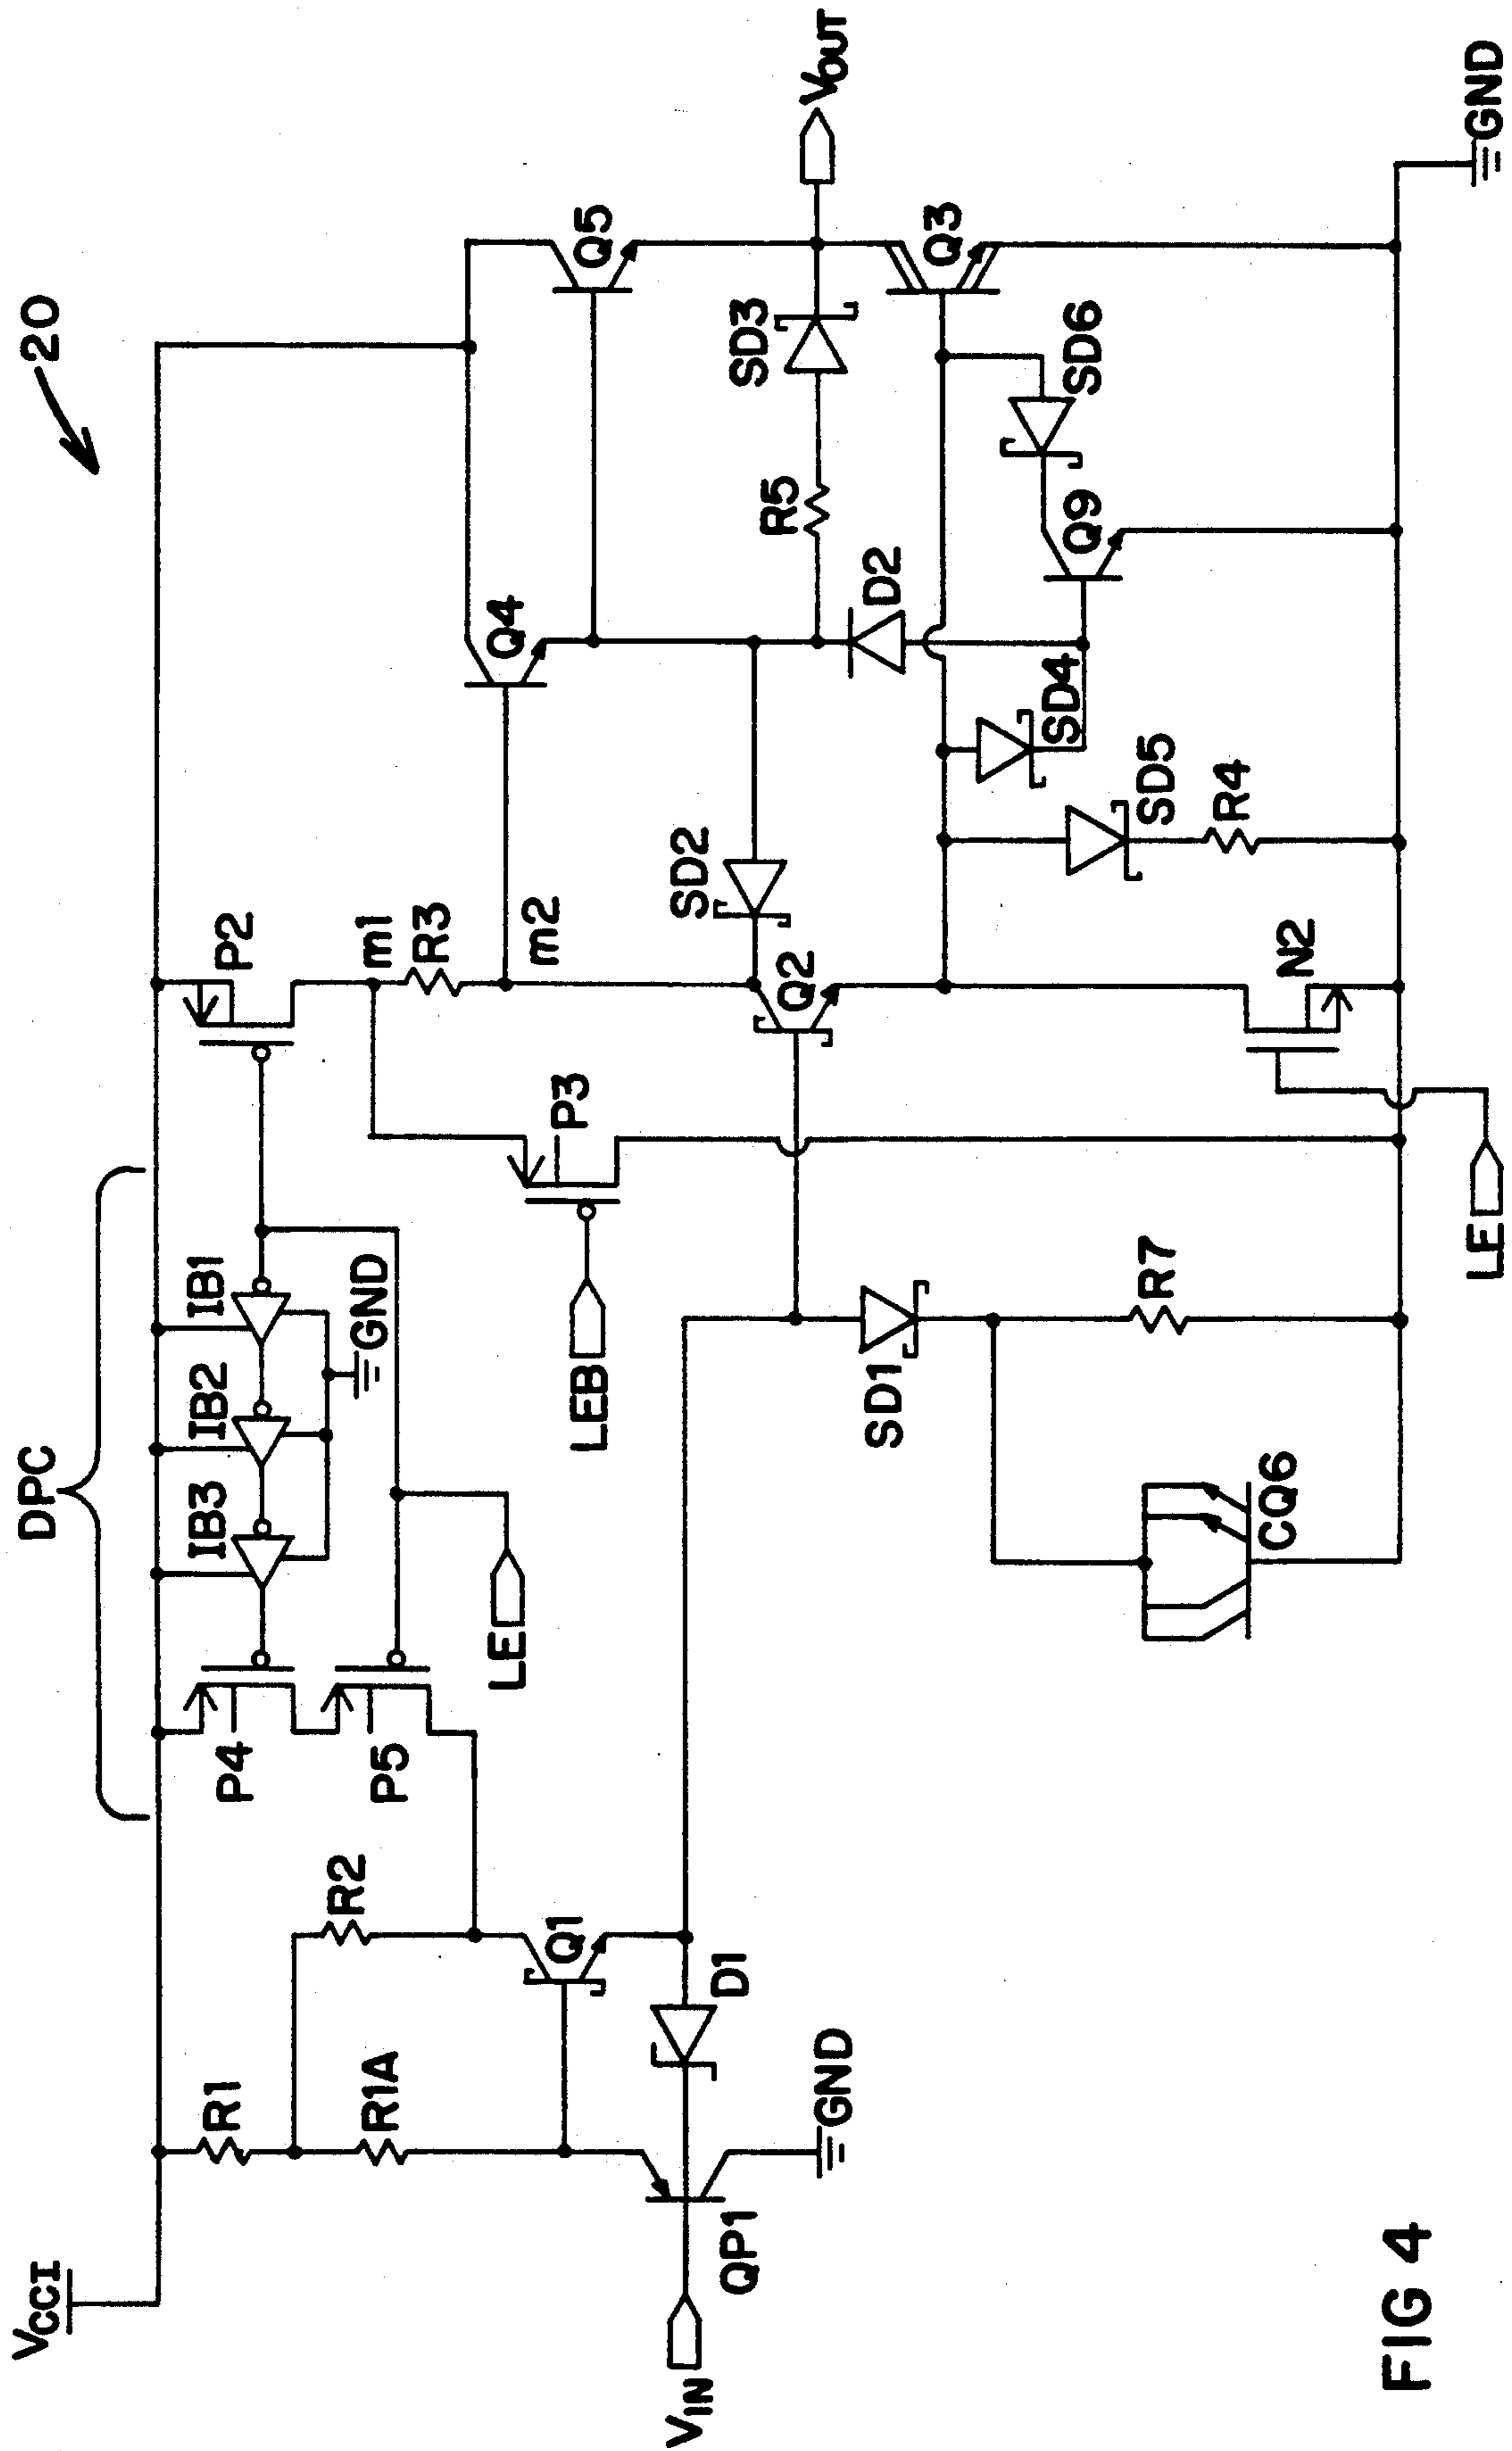 20
VCCI
DPC
R1
R2
P4
IB3
IB2
IB1
P2
R1A
P5
GND
m1
R3
Q4
Q5
LE
m2
Q1
LEB
P3
SD2
R5
SD3
VOUT
VIN
QP1
D1
GND
SD1
Q2
D2
Q3
SD4
Q9
SD6
SD5
R7
R4
CQ6
N2
LE
GND
FIG 4